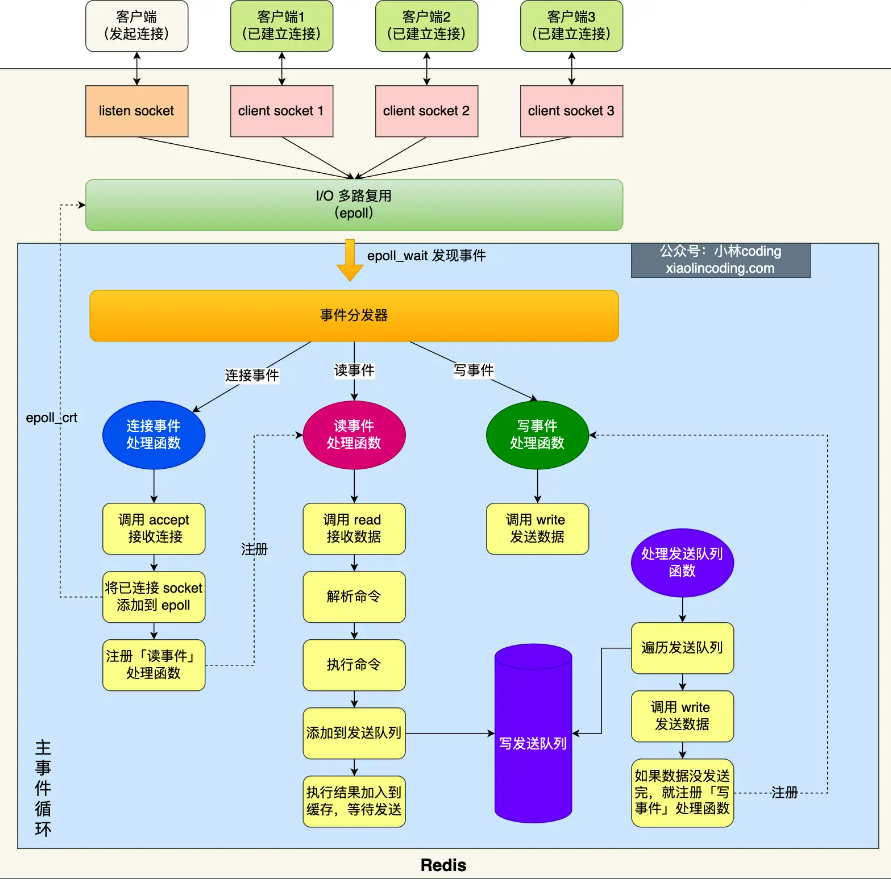 客户端
（发起连接）
客户端1
（已建立连接）
客户端2
（已建立连接）
客户端3
（已建立连接）
listen socket
client socket 1
client socket 2
client socket 3
I/O 多路复用
（epoll）
epoll_wait 发现事件
公众号：小林coding
xiaolincoding.com
事件分发器
连接事件
读事件
写事件
epoll_crt
连接事件
处理函数
读事件
处理函数
写事件
处理函数
调用 accept
接收连接
将已连接 socket
添加到 epoll
注册「读事件」
处理函数
注册
调用 read
接收数据
解析命令
执行命令
添加到发送队列
执行结果加入到
缓存，等待发送
调用 write
发送数据
写发送队列
处理发送队列
函数
遍历发送队列
调用 write
发送数据
如果数据没发送
完，就注册「写
事件」处理函数
注册
主事件循环
Redis